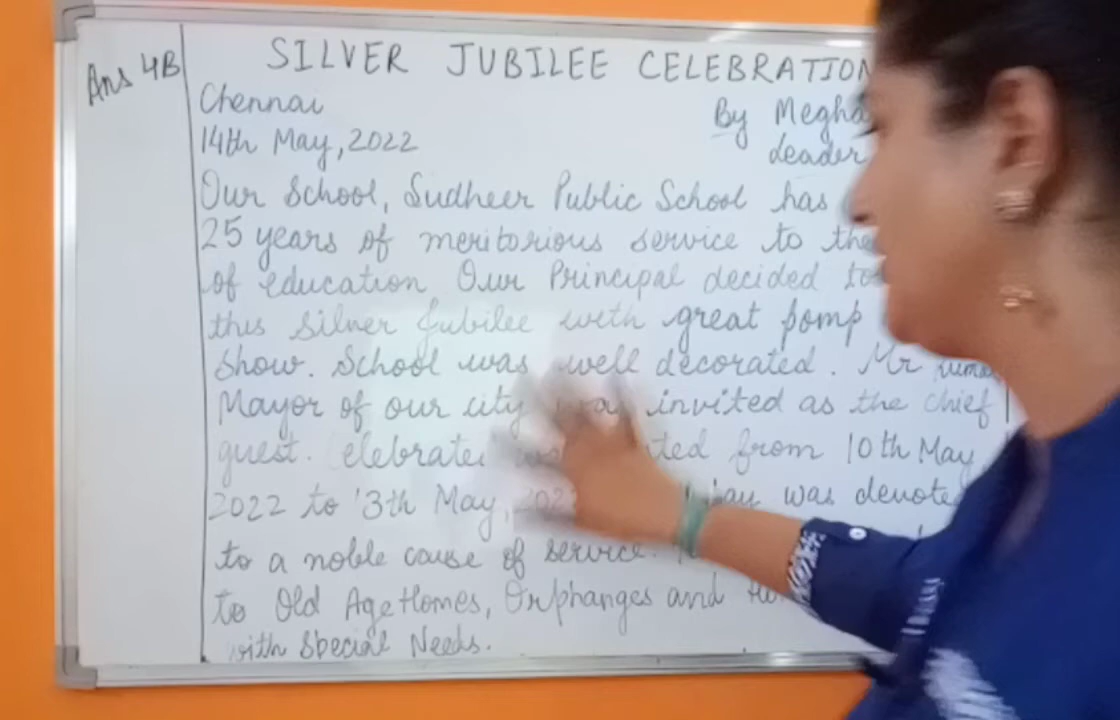 Ans 4B
SILVER JUBILEE CELEBRATION
Chennai
By Megha
14th May, 2022
Leader
Our School, Sudheer Public School has
25 years of meritorious service to the
of education Our Principal decided to
this Silver Jubilee with great pomp
Show. School was well decorated. Mr
Mayor of our city was invited as the chief
guest. from 10th May
2022 to 13th May, was
to a noble cause of service.
to Old Age Homes, Orphanges and
with Special Needs.